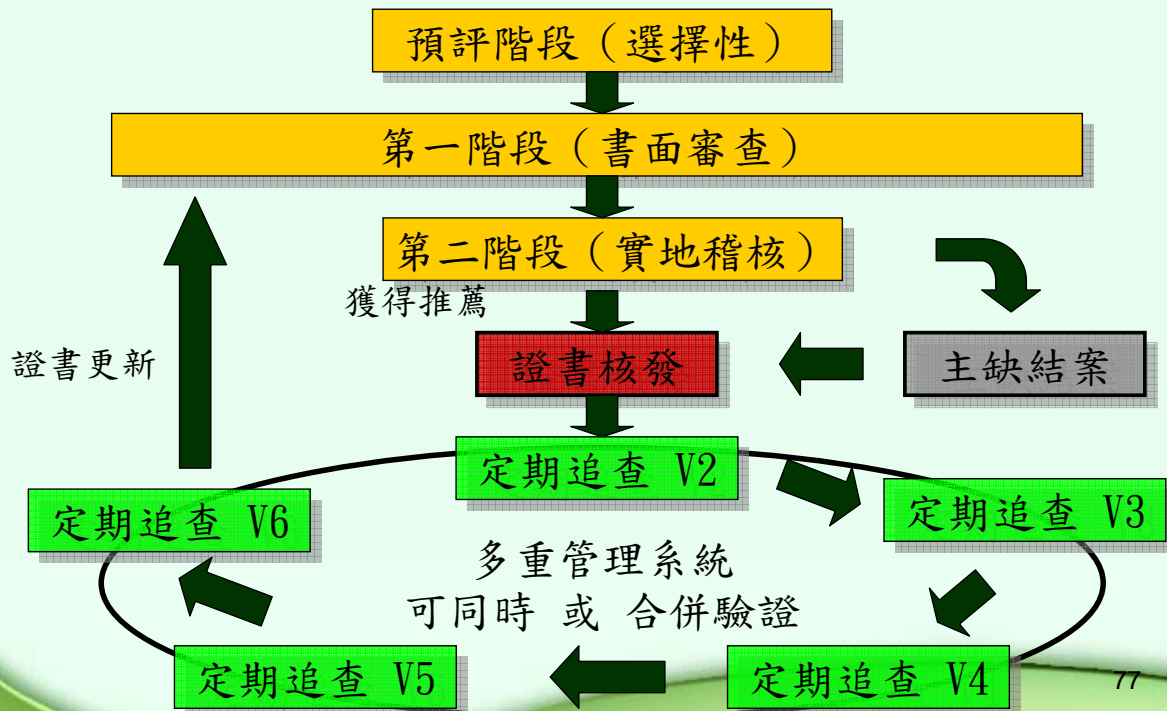 預評階段（選擇性）
第一階段（書面審查）
第二階段（實地稽核）
獲得推薦
證書更新
證書核發
主缺結案
定期追查 V2
定期追查 V3
定期追查 V6
多重管理系統
可同時 或 合併驗證
定期追查 V5
定期追查 V4
77